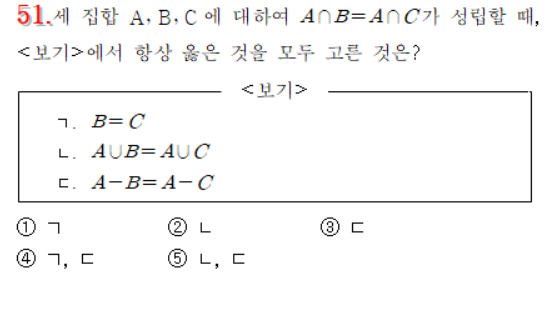 51.세 집합 A, B, C 에 대하여 A∩B=A∩C가 성립할 때,
<보기>에서 항상 옳은 것을 모두 고른 것은?
<보기>
ㄱ. B=C
ㄴ. A∪B=A∪C
ㄷ. A-B=A-C
① ㄱ ② ㄴ ③ ㄷ
④ ㄱ, ㄷ ⑤ ㄴ, ㄷ